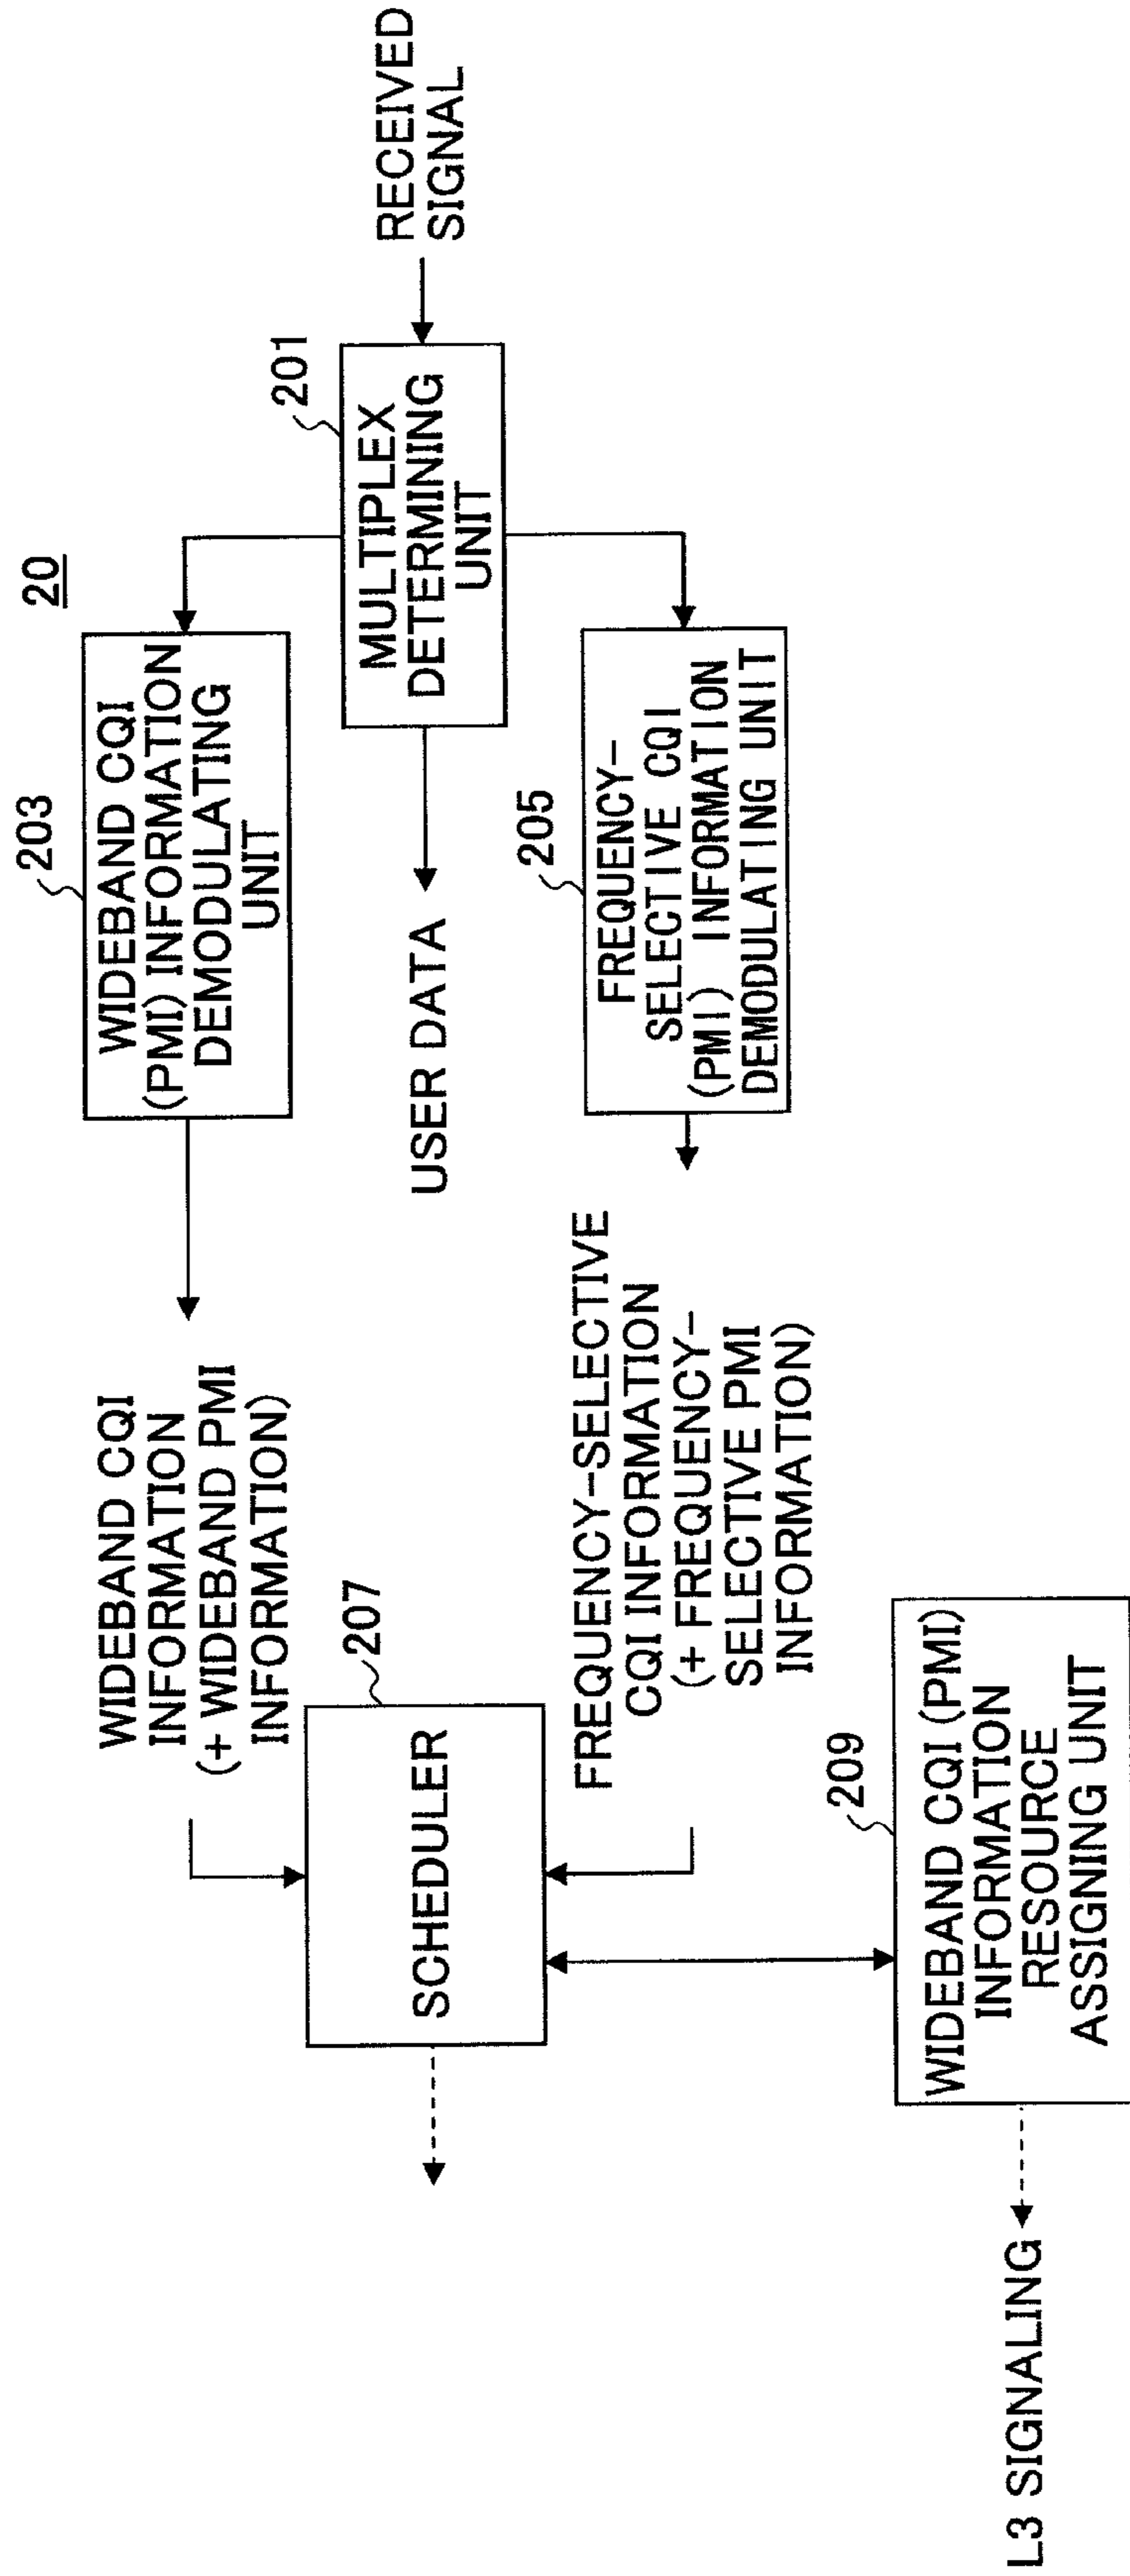 20
RECEIVED
SIGNAL
201
MULTIPLEX
DETERMINING
UNIT
203
WIDEBAND CQI
(PMI) INFORMATION
DEMODULATING
UNIT
USER DATA
205
FREQUENCY-
SELECTIVE CQI
(PMI) INFORMATION
DEMODULATING UNIT
WIDEBAND CQI
INFORMATION
(+ WIDEBAND PMI
INFORMATION)
FREQUENCY-SELECTIVE
CQI INFORMATION
(+ FREQUENCY-
SELECTIVE PMI
INFORMATION)
207
SCHEDULER
209
WIDEBAND CQI (PMI)
INFORMATION
RESOURCE
ASSIGNING UNIT
L3 SIGNALING